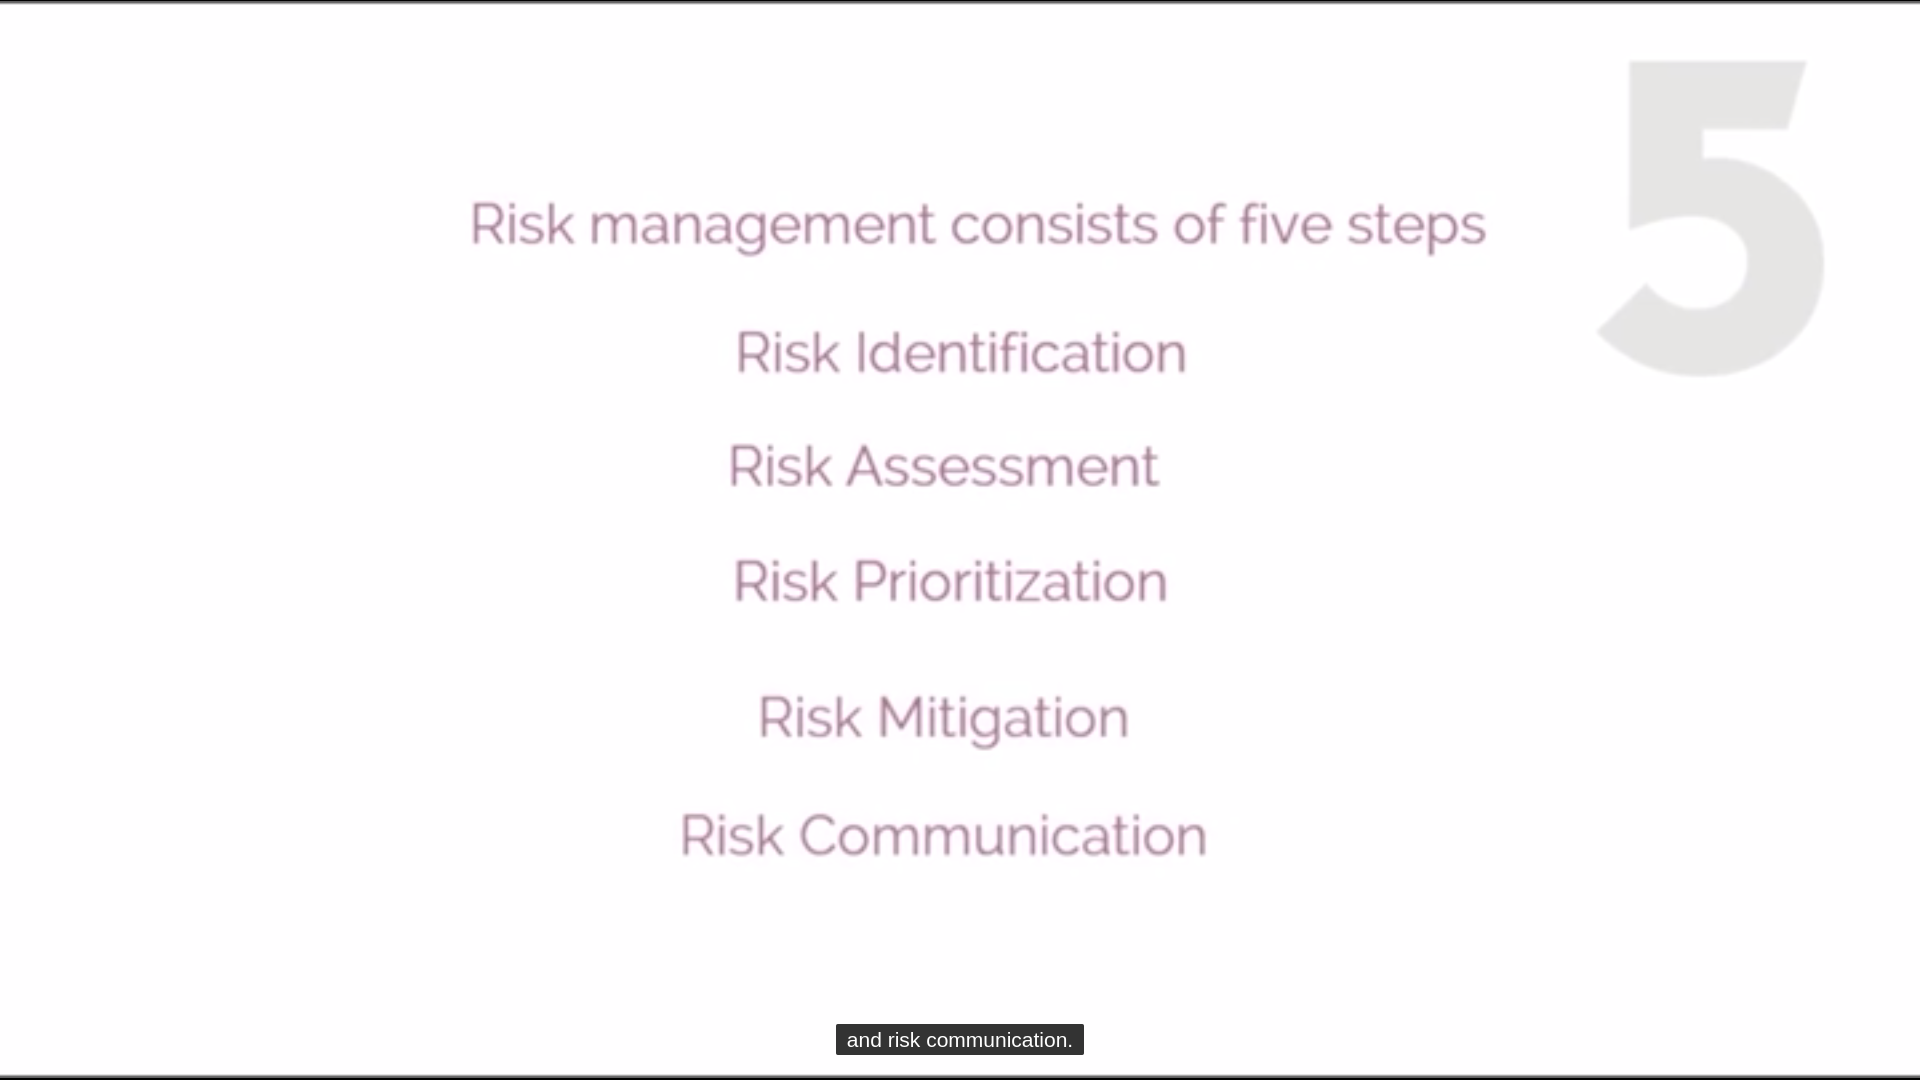 5
Risk management consists of five steps
Risk Identification
Risk Assessment
Risk Prioritization
Risk Mitigation
Risk Communication
and risk communication.